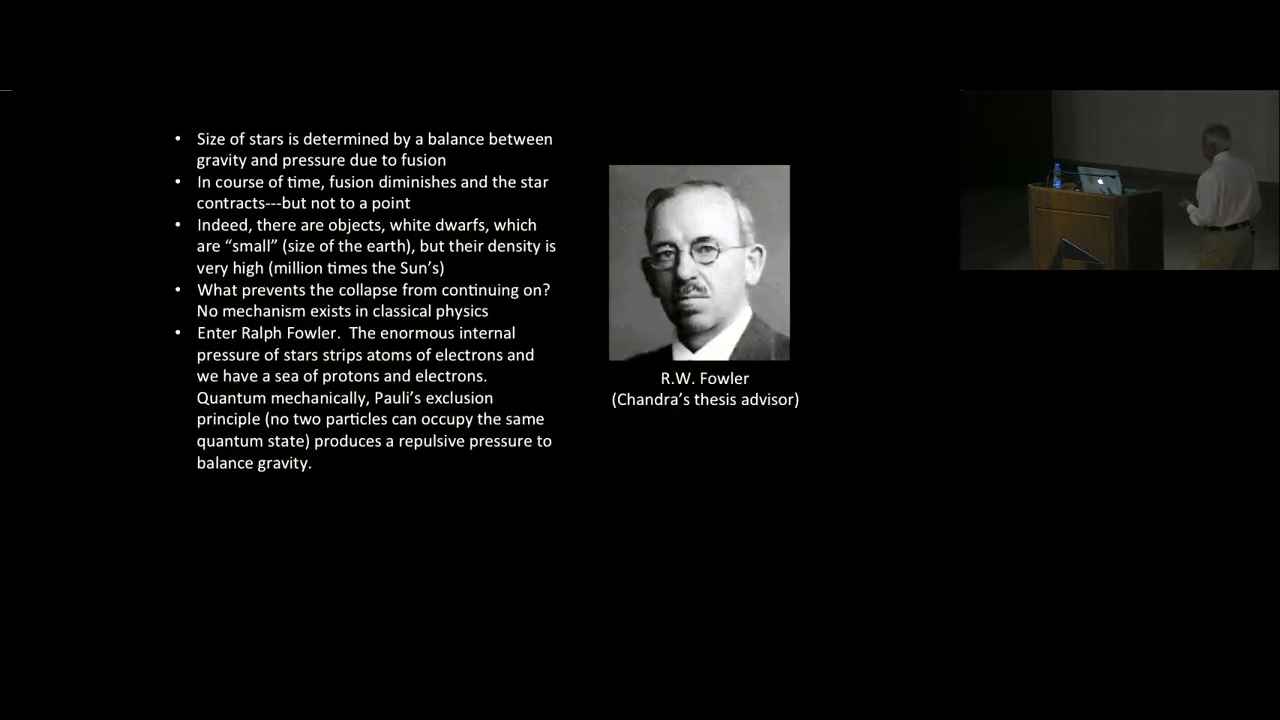 • Size of stars is determined by a balance between
gravity and pressure due to fusion
• In course of time, fusion diminishes and the star
contracts---but not to a point
• Indeed, there are objects, white dwarfs, which
are “small” (size of the earth), but their density is
very high (million times the Sun’s)
• What prevents the collapse from continuing on?
No mechanism exists in classical physics
• Enter Ralph Fowler.  The enormous internal
pressure of stars strips atoms of electrons and
we have a sea of protons and electrons.
Quantum mechanically, Pauli’s exclusion
principle (no two particles can occupy the same
quantum state) produces a repulsive pressure to
balance gravity.
R.W. Fowler
(Chandra’s thesis advisor)